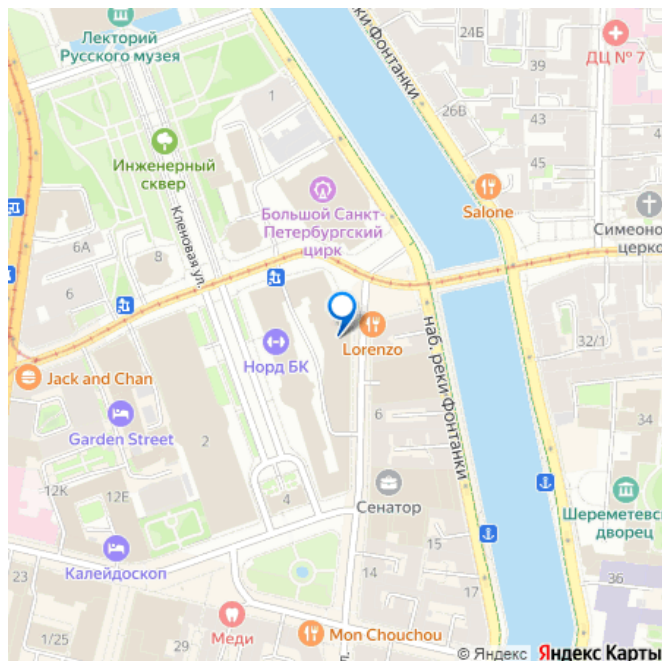 Лекторий
Русского музея
наб. реки Фонтанки
24Б
39
ДЦ № 7
1
26В
43
Инженерный
сквер
45
Большой Санкт-
Петербургский
цирк
Salone
Симеоно
церко
Кленовая ул.
6А
8
6
Lorenzo
Норд БК
32/1
Jack and Chan
наб. реки Фонтанки
Garden Street
2
6
34
12К
12Е
4
Сенатор
Шереметевс
дворец
Калейдоскоп
15
23
14
36
17
1/25
29
Меди
Mon Chouchou
л.
© Яндекс Яндекс Карты